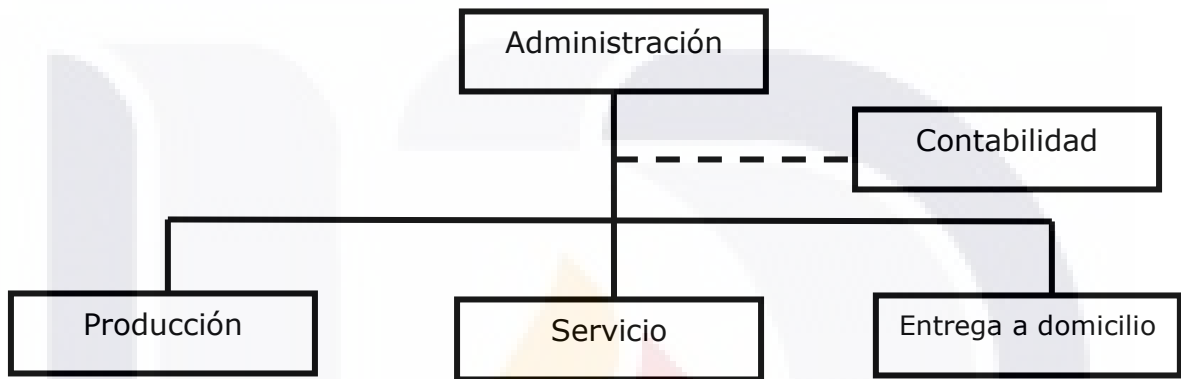 Administración
Contabilidad
Producción
Servicio
Entrega a domicilio